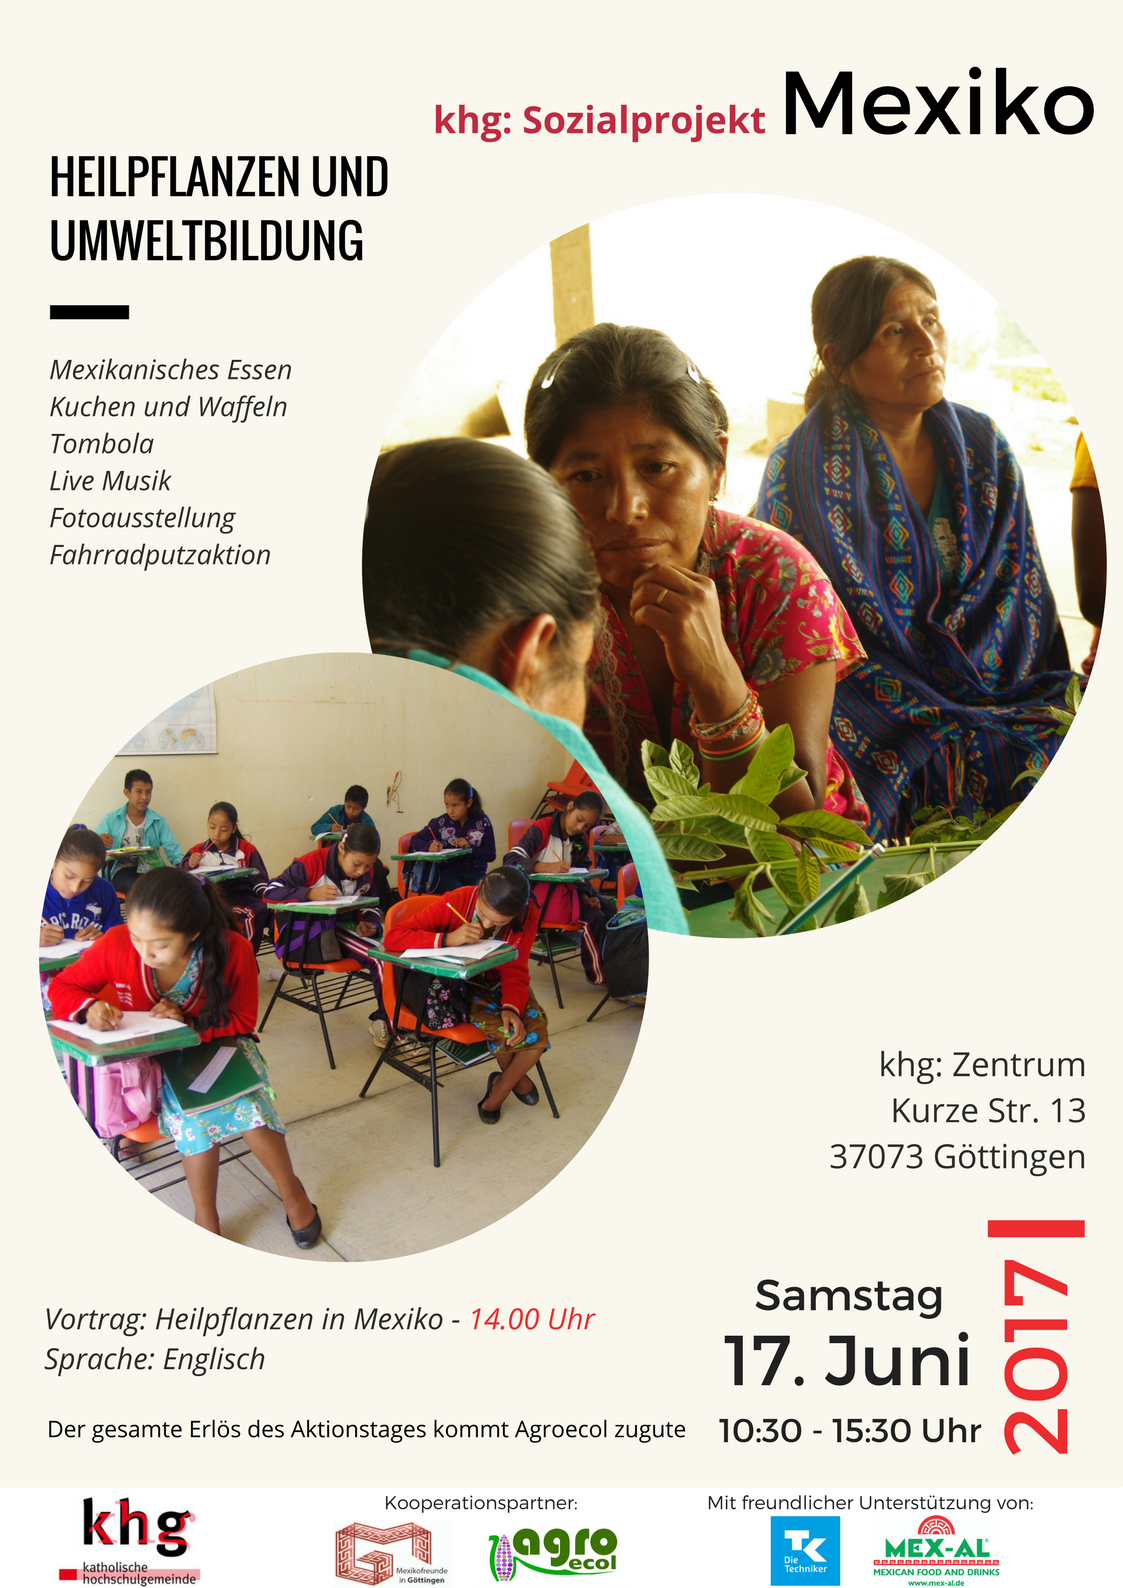 khg: Sozialprojekt Mexiko
HEILPFLANZEN UND
UMWELTBILDUNG
Mexikanisches Essen
Kuchen und Waffeln
Tombola
Live Musik
Fotoausstellung
Fahrradputzaktion
khg: Zentrum
Kurze Str. 13
37073 Göttingen
Vortrag: Heilpflanzen in Mexiko - 14.00 Uhr
Sprache: Englisch
Der gesamte Erlös des Aktionstages kommt Agroecol zugute
Samstag
17. Juni
10:30 - 15:30 Uhr
2017
khg
katholische
hochschulgemeinde
Kooperationspartner:
Mexikofreunde
in Göttingen
agro
ecol
Mit freundlicher Unterstützung von:
TK
Die
Techniker
MEX-AL®
MEXICAN FOOD AND DRINKS
www.mex-al.de